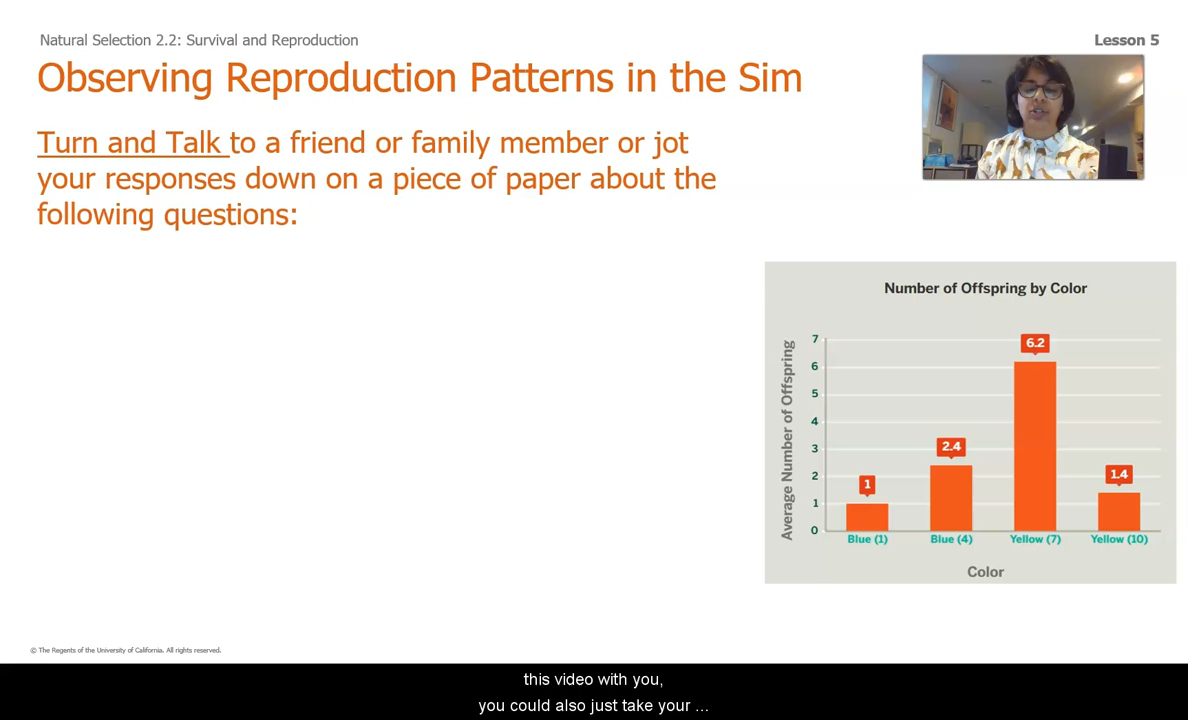 Natural Selection 2.2: Survival and Reproduction
Lesson 5
Observing Reproduction Patterns in the Sim
Turn and Talk to a friend or family member or jot
your responses down on a piece of paper about the
following questions:
Number of Offspring by Color
Average Number of Offspring
7
6
5
4
3
2
1
0
1
2.4
6.2
1.4
Blue (1)
Blue (4)
Yellow (7)
Yellow (10)
Color
© The Regents of the University of California. All rights reserved.
this video with you,
you could also just take your ...